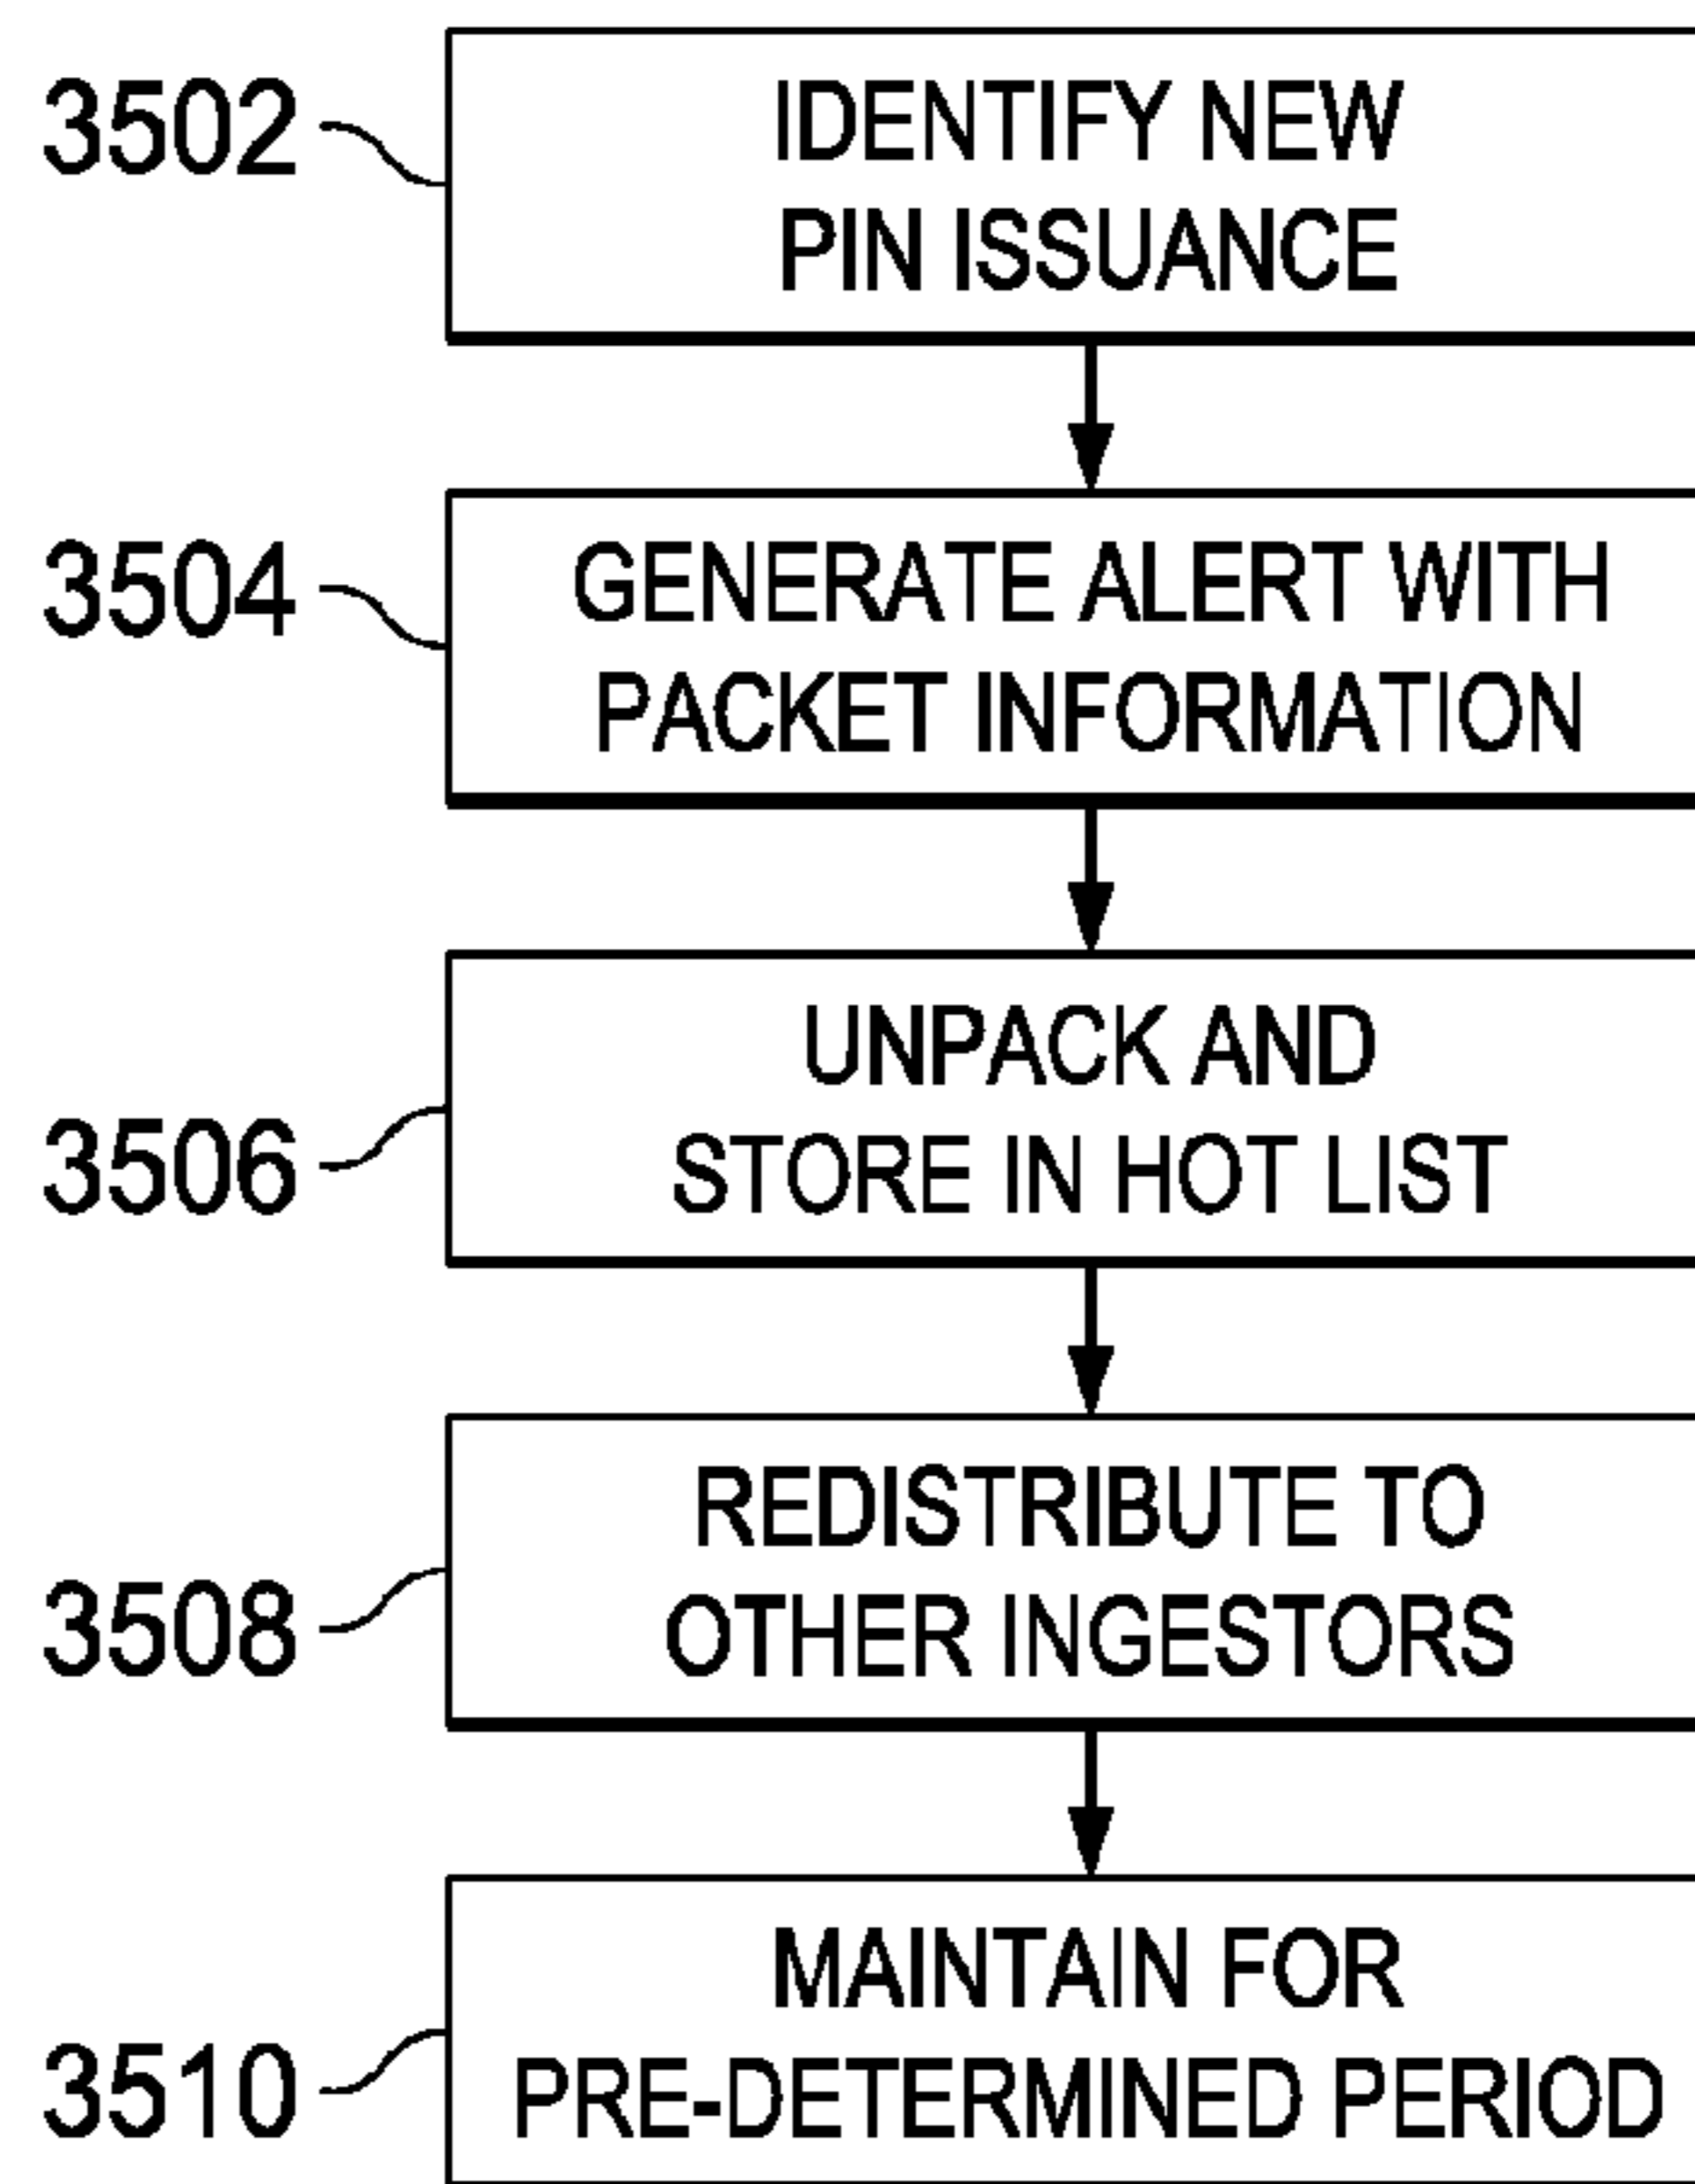 3502
IDENTIFY NEW
PIN ISSUANCE
3504
GENERATE ALERT WITH
PACKET INFORMATION
UNPACK AND
STORE IN HOT LIST
3506
REDISTRIBUTE TO
OTHER INGESTORS
3508
MAINTAIN FOR
PRE-DETERMINED PERIOD
3510